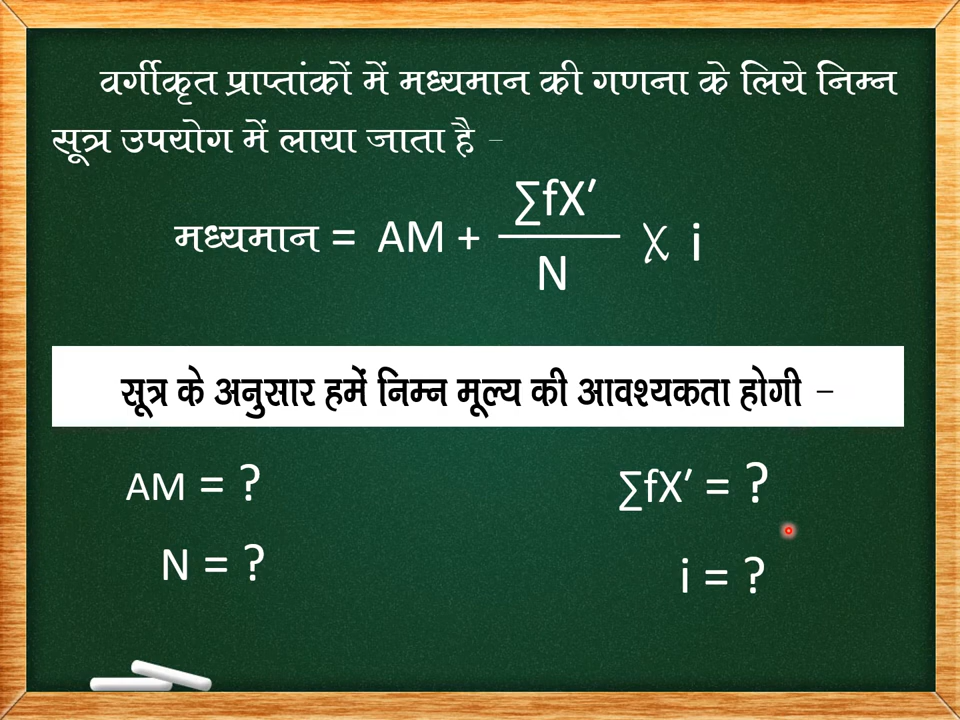 वर्गीकृत प्राप्तांकों में मध्यमान की गणना के लिये निम्न
सूत्र उपयोग में लाया जाता है -
मध्यमान = AM + ∑fX′ / N X i
सूत्र के अनुसार हमें निम्न मूल्य की आवश्यकता होगी -
AM = ? ∑fX′ = ?
N = ? i = ?